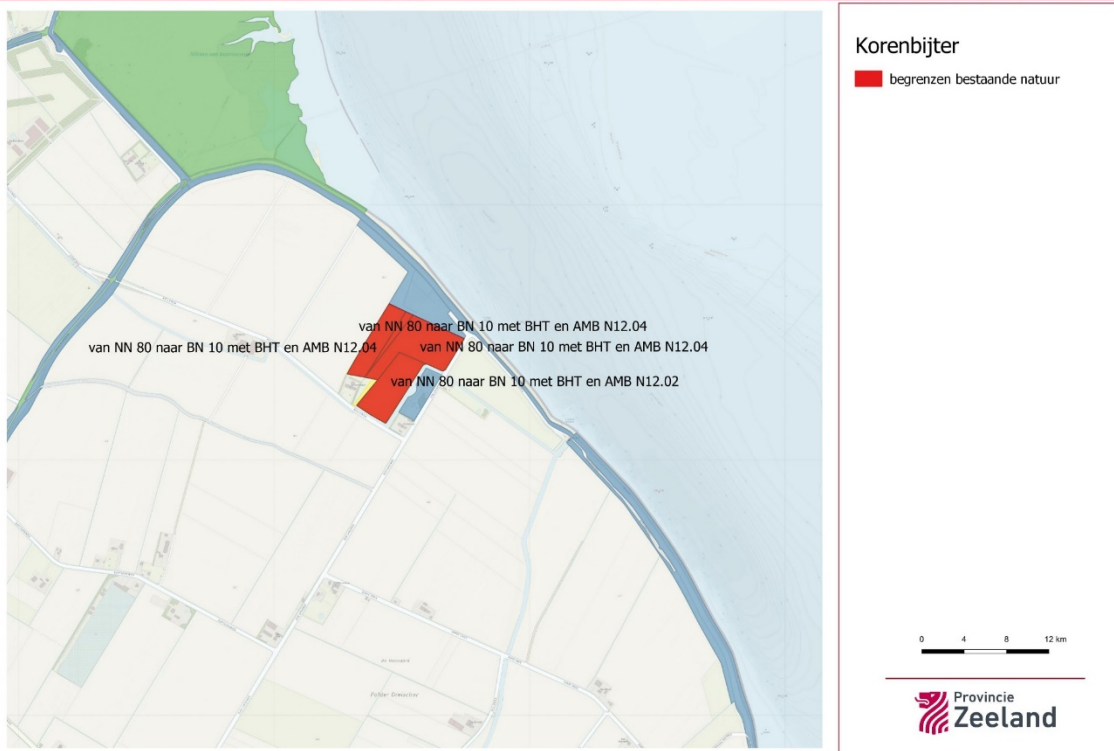 Korenbijter
begrenzen bestaande natuur
van NN 80 naar BN 10 met BHT en AMB N12.04
van NN 80 naar BN 10 met BHT en AMB N12.04
van NN 80 naar BN 10 met BHT en AMB N12.04
van NN 80 naar BN 10 met BHT en AMB N12.02
0 4 8 12 km
Provincie
Zeeland